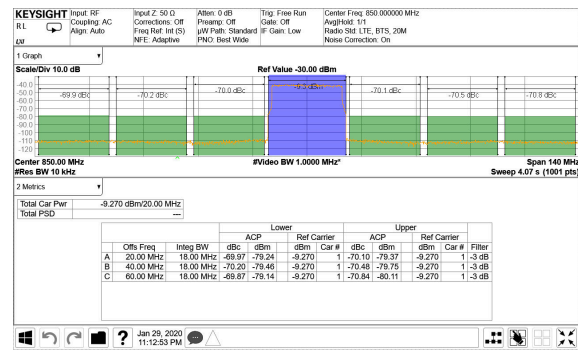 KEYSIGHT Input: RF Input Z: 50 Ω Atten: 0 dB Trig: Free Run Center Freq: 850.000000 MHz
RL Coupling: AC Corrections: Off Preamp: Off Gate: Off Avg|Hold: 1/1
Align: Auto Freq Ref: Int (S) µW Path: Standard IF Gain: Low Radio Std: LTE, BTS, 20M
LXI NFE: Adaptive PNO: Best Wide Noise Correction: On
1 Graph
Scale/Div 10.0 dB Ref Value -30.00 dBm
-40.0
-50.0
-60.0
-70.0
-80.0
-90.0
-100
-110
-120
-69.9 dBc -70.2 dBc -70.0 dBc -70.1 dBc -70.5 dBc -70.8 dBc
Center 850.00 MHz #Video BW 1.0000 MHz* Span 140 MHz
#Res BW 10 kHz Sweep 4.07 s (1001 pts)
2 Metrics
Total Car Pwr -9.270 dBm/20.00 MHz
Total PSD ---
Lower Upper
ACP Ref Carrier ACP Ref Carrier
Offs Freq Integ BW dBc dBm dBm Car # dBc dBm dBm Car # Filter
A 20.00 MHz 18.00 MHz -69.97 -79.24 -9.270 1 -70.10 -79.37 -9.270 1 -3 dB
B 40.00 MHz 18.00 MHz -70.20 -79.46 -9.270 1 -70.48 -79.75 -9.270 1 -3 dB
C 60.00 MHz 18.00 MHz -69.87 -79.14 -9.270 1 -70.84 -80.11 -9.270 1 -3 dB
? Jan 29, 2020
11:12:53 PM